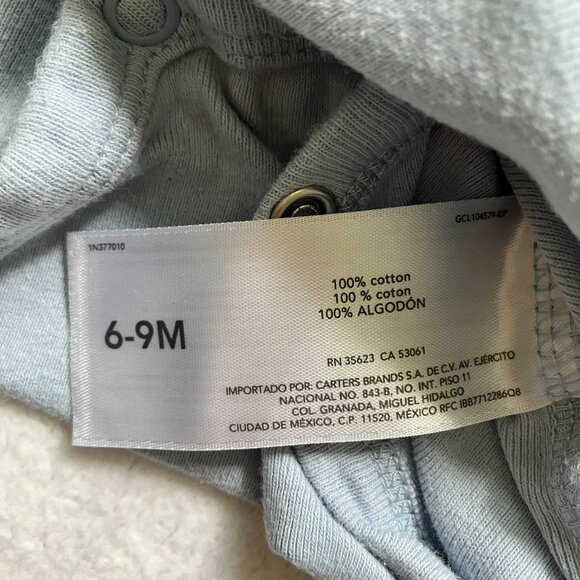 1N377010
GCL104579-IGP
6-9M
100% cotton
100 % coton
100% ALGODÓN
RN 35623 CA 53061
IMPORTADO POR: CARTERS BRANDS S.A. DE C.V. AV. EJÉRCITO
NACIONAL NO. 843-B, NO. INT. PISO 11
COL. GRANADA, MIGUEL HIDALGO
CIUDAD DE MÉXICO, C.P. 11520, MÉXICO RFC IBB7712286Q8